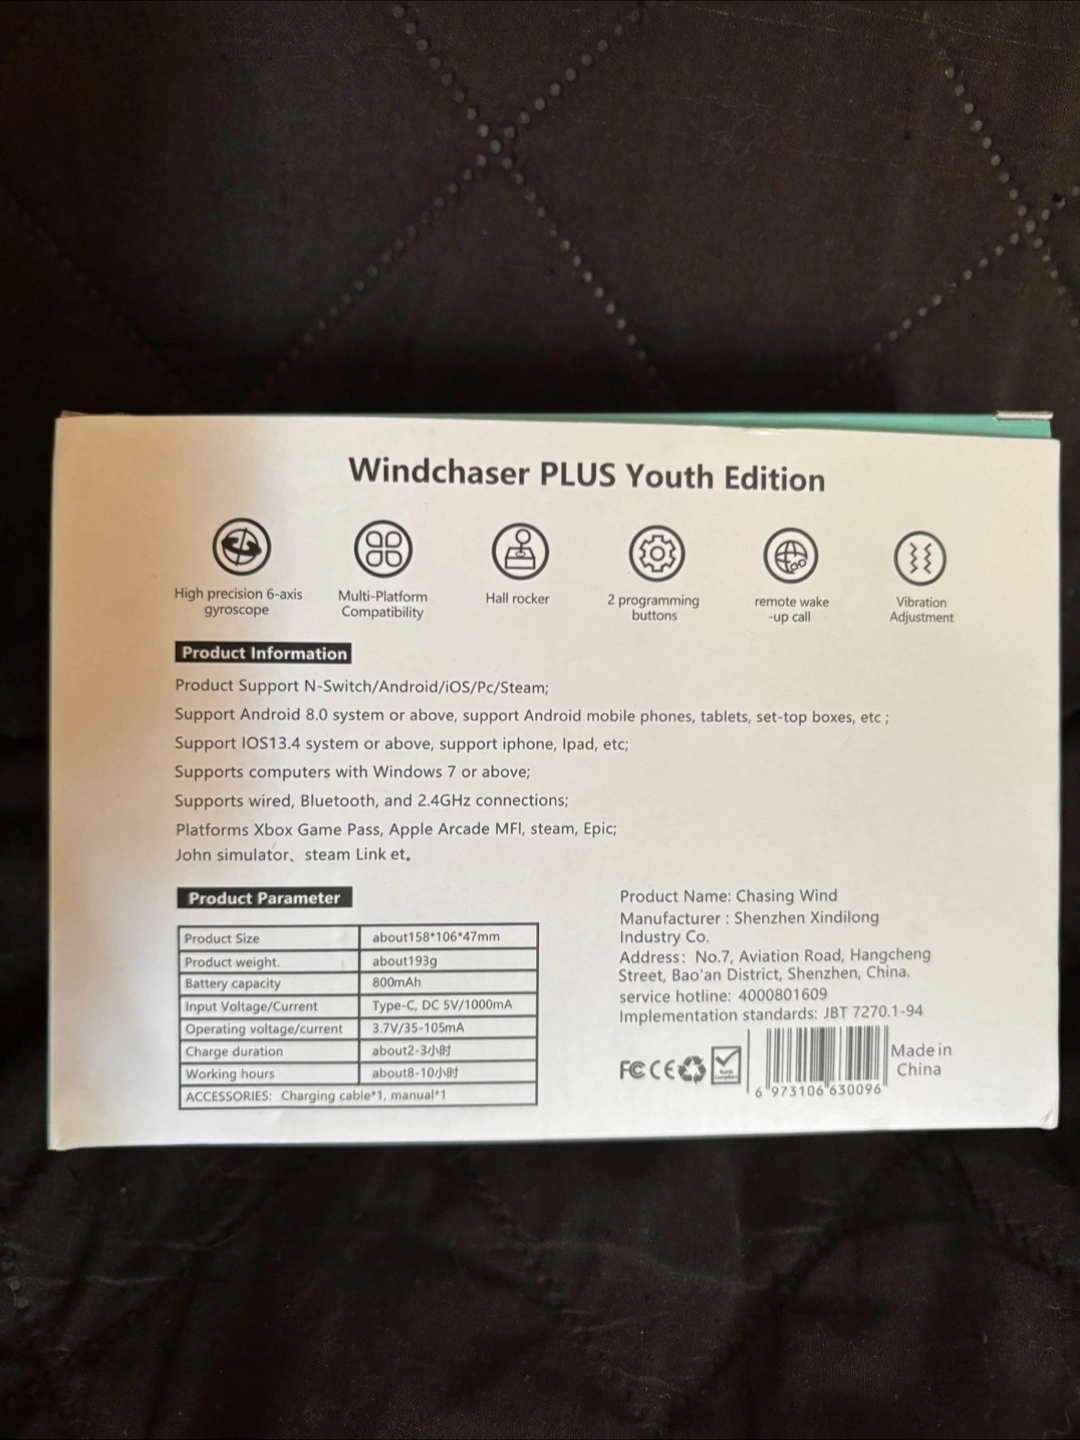 Windchaser PLUS Youth Edition
High precision 6-axis
gyroscope
Multi-Platform
Compatibility
Hall rocker
2 programming
buttons
remote wake
-up call
Vibration
Adjustment
Product Information
Product Support N-Switch/Android/iOS/Pc/Steam;
Support Android 8.0 system or above, support Android mobile phones, tablets, set-top boxes, etc ;
Support IOS13.4 system or above, support iphone, Ipad, etc;
Supports computers with Windows 7 or above;
Supports wired, Bluetooth, and 2.4GHz connections;
Platforms Xbox Game Pass, Apple Arcade MFI, steam, Epic;
John simulator、steam Link et。
Product Parameter
Product Size about158*106*47mm
Product weight. about193g
Battery capacity 800mAh
Input Voltage/Current Type-C, DC 5V/1000mA
Operating voltage/current 3.7V/35-105mA
Charge duration about2-3小时
Working hours about8-10小时
ACCESSORIES: Charging cable*1, manual*1
Product Name: Chasing Wind
Manufacturer : Shenzhen Xindilong
Industry Co.
Address: No.7, Aviation Road, Hangcheng
Street, Bao'an District, Shenzhen, China.
service hotline: 4000801609
Implementation standards: JBT 7270.1-94
FC CE
6 973106 630096
Made in
China